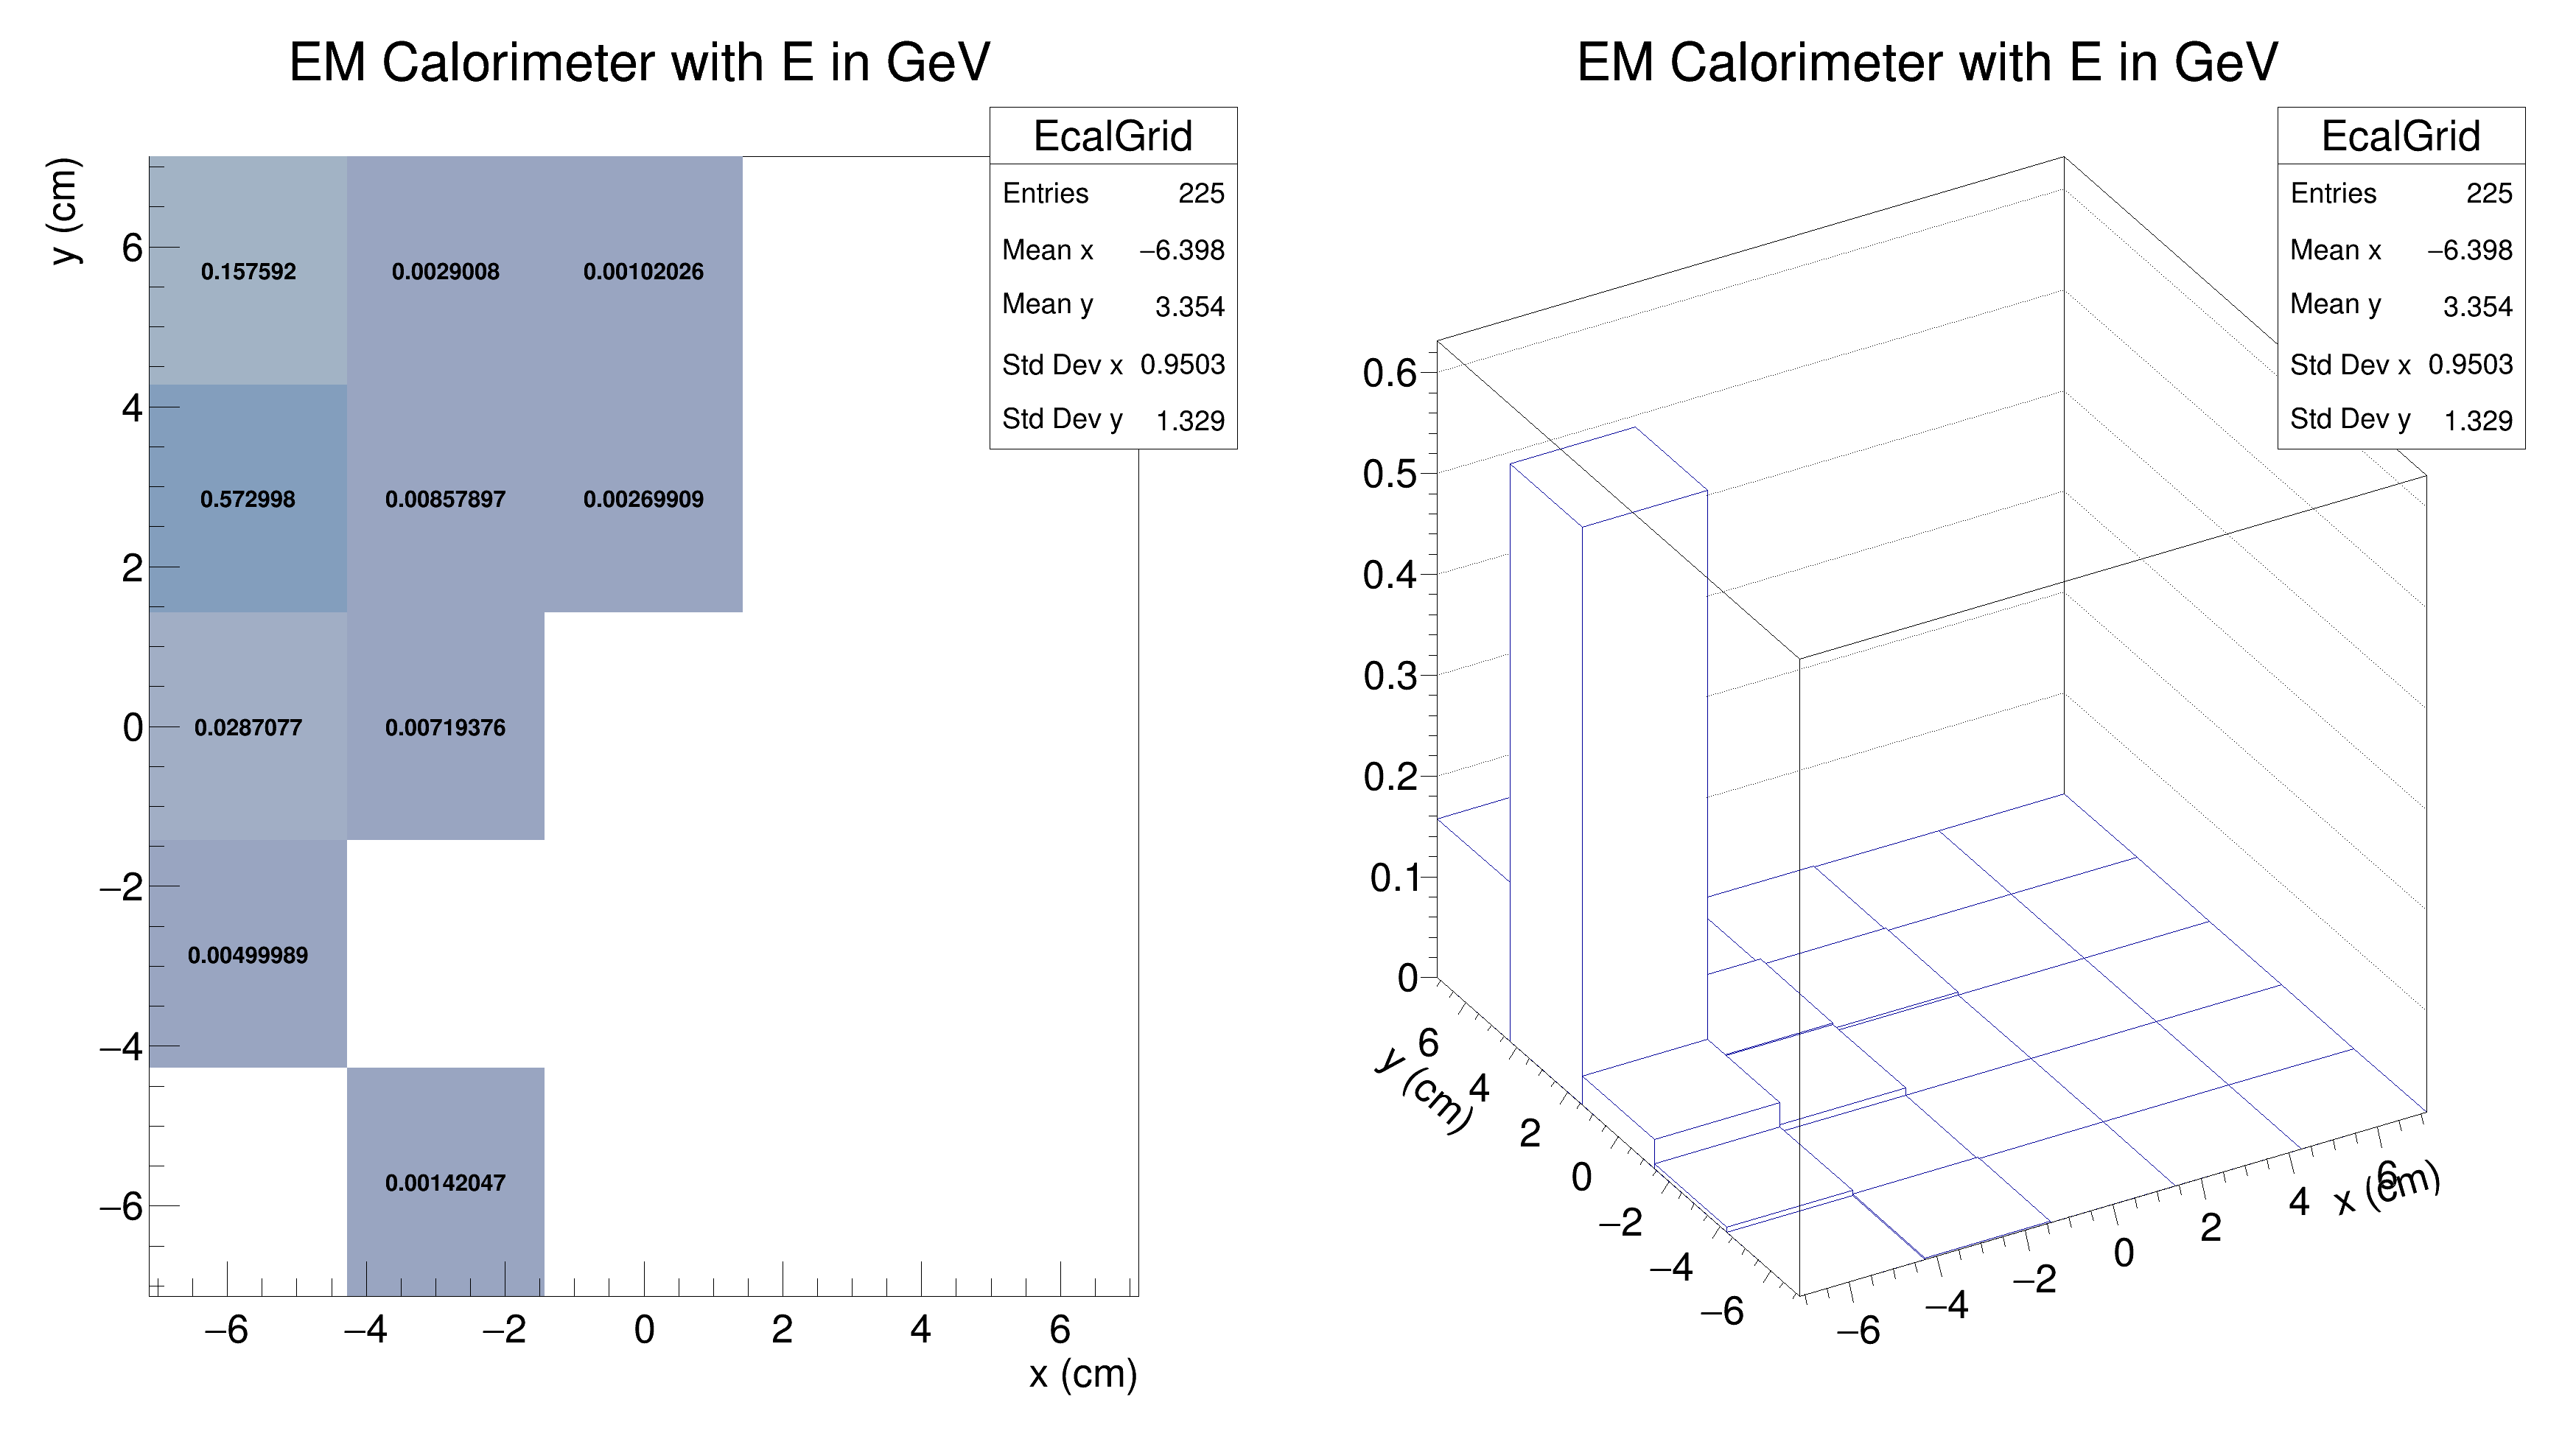 EM Calorimeter with E in GeV
y (cm)
EcalGrid
Entries 225
Mean x −6.398
Mean y 3.354
Std Dev x 0.9503
Std Dev y 1.329
6
4
2
0
−2
−4
−6
0.157592 0.0029008 0.00102026
0.572998 0.00857897 0.00269909
0.0287077 0.00719376
0.00499989
0.00142047
−6 −4 −2 0 2 4 6
x (cm)
EM Calorimeter with E in GeV
EcalGrid
Entries 225
Mean x −6.398
Mean y 3.354
Std Dev x 0.9503
Std Dev y 1.329
0.6
0.5
0.4
0.3
0.2
0.1
0
y (cm)
6
4
2
0
−2
−4
−6
−6 −4 −2 0 2 4 6
x (cm)